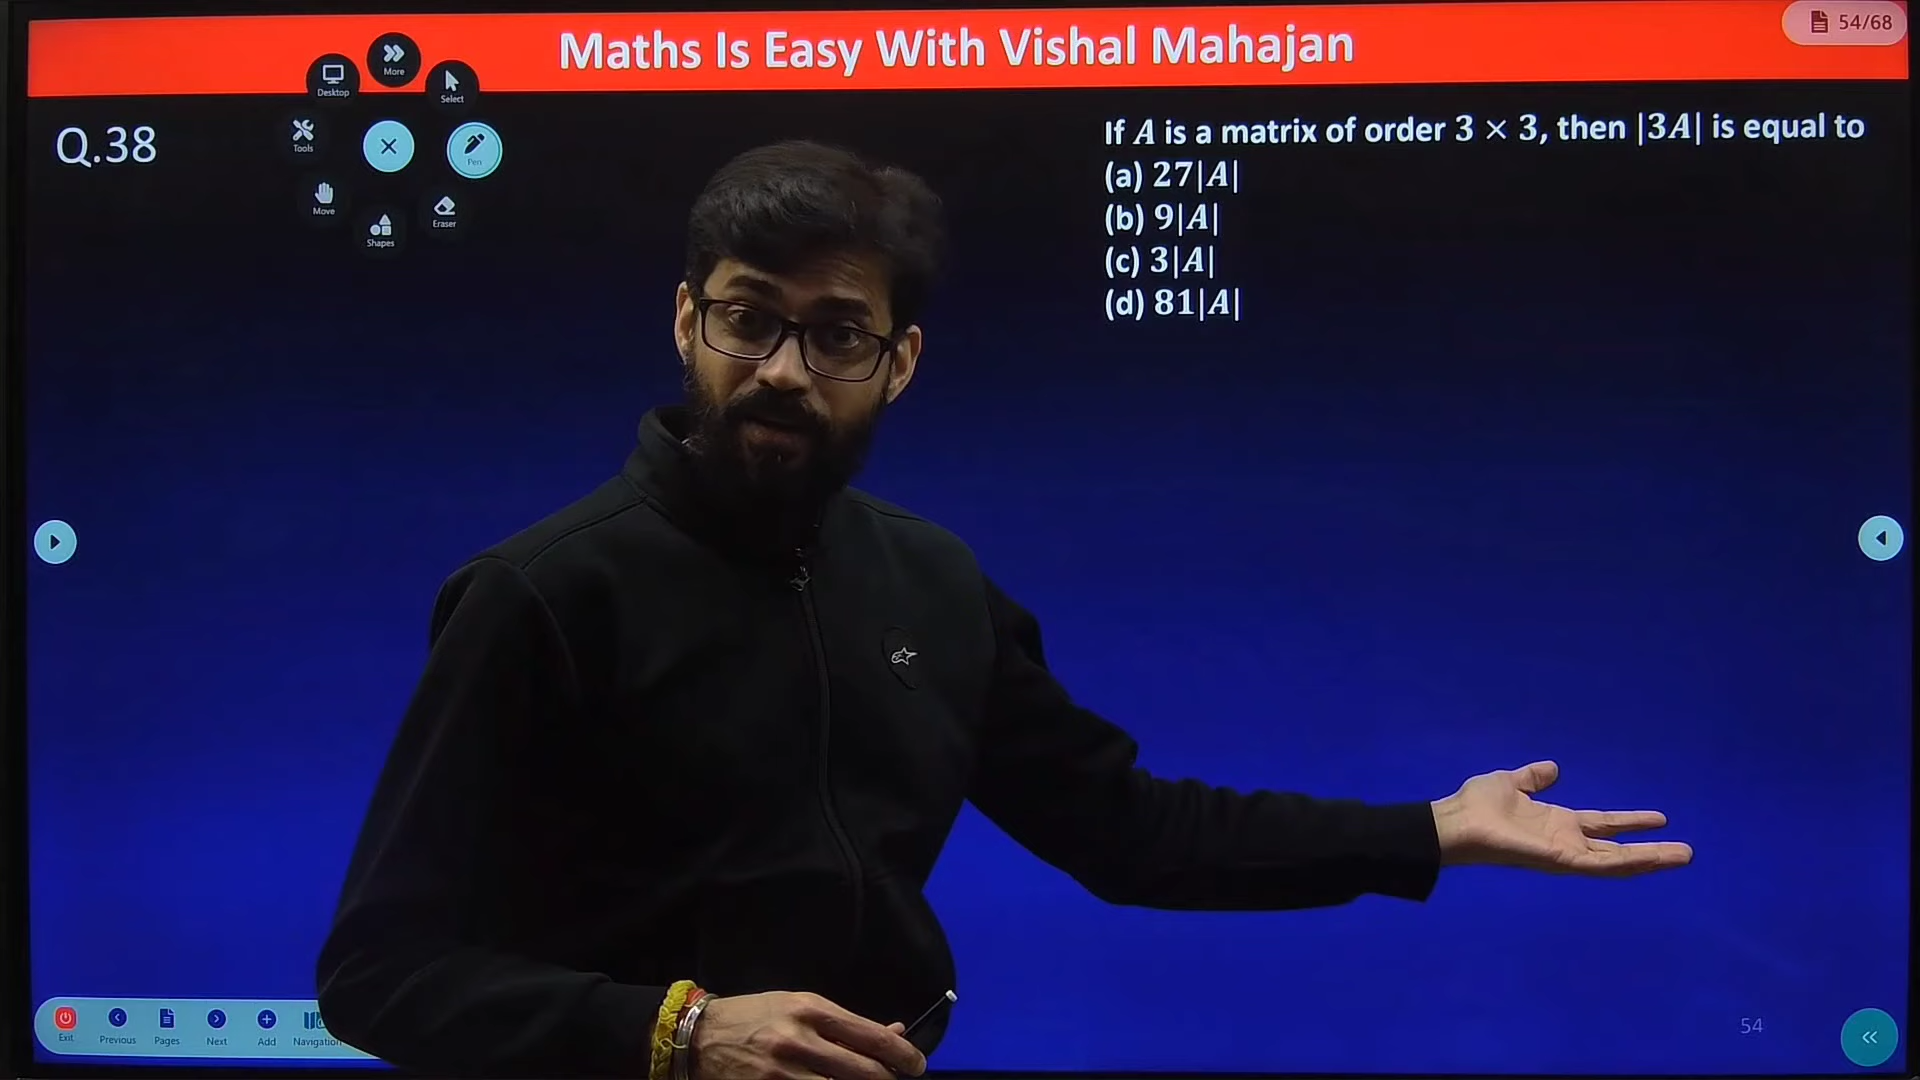 Maths Is Easy With Vishal Mahajan
54/68
More
Desktop
Select
Q.38
Tools
Pen
Move
Eraser
Shapes
If A is a matrix of order 3 × 3, then |3A| is equal to
(a) 27|A|
(b) 9|A|
(c) 3|A|
(d) 81|A|
54
Exit
Previous
Pages
Next
Add
Navigation